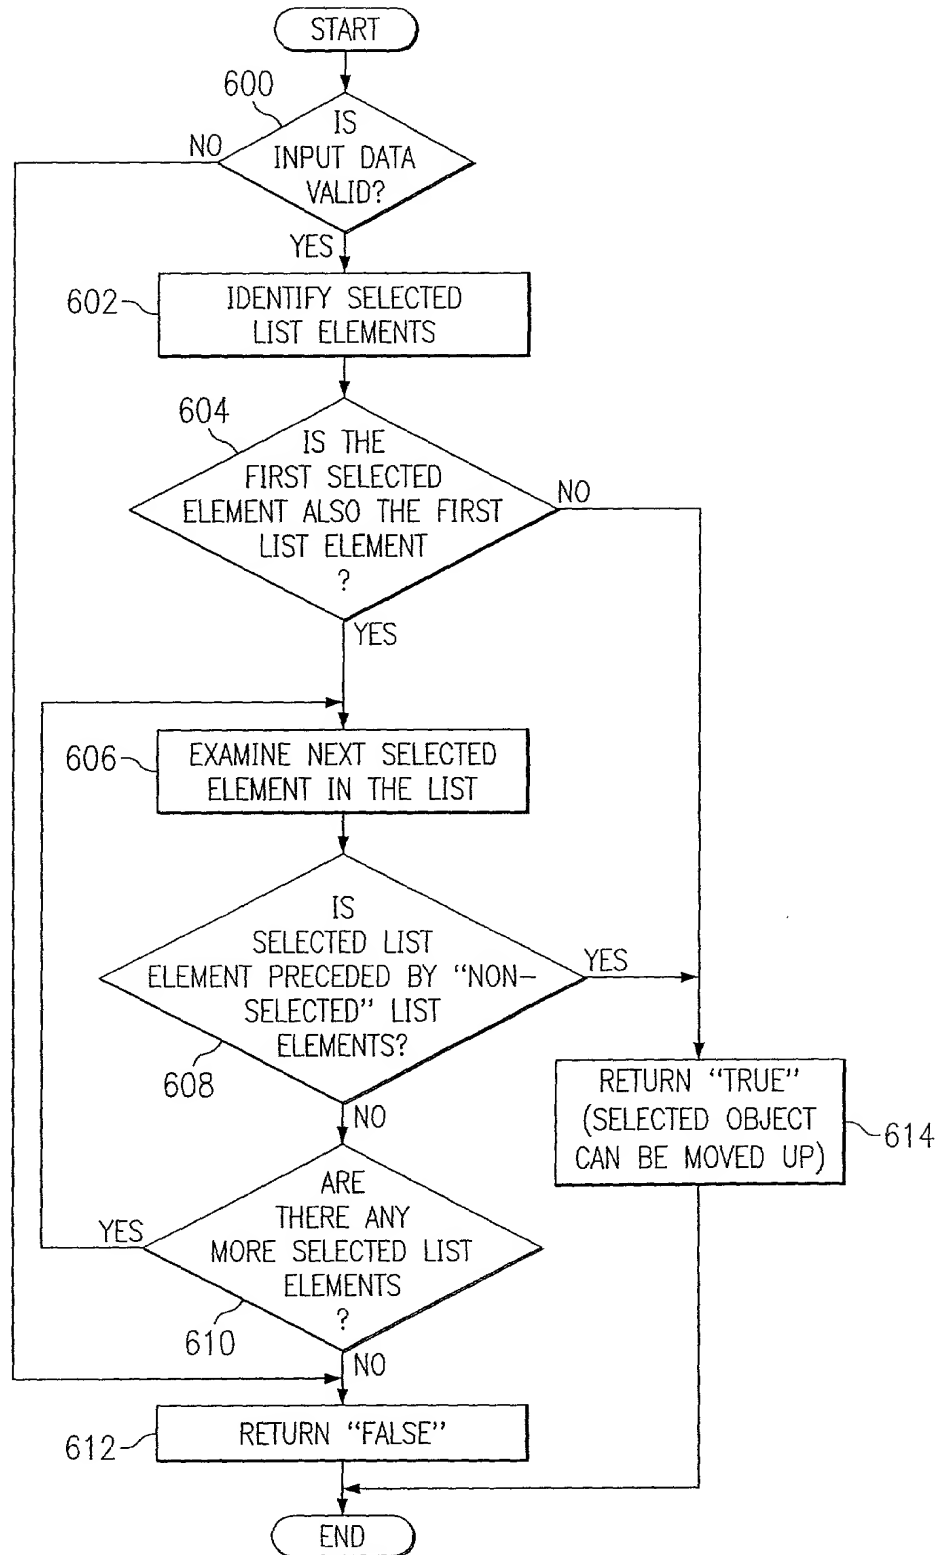 START
600
IS
INPUT DATA
VALID?
NO
YES
602
IDENTIFY SELECTED
LIST ELEMENTS
604
IS THE
FIRST SELECTED
ELEMENT ALSO THE FIRST
LIST ELEMENT
?
NO
YES
606
EXAMINE NEXT SELECTED
ELEMENT IN THE LIST
IS
SELECTED LIST
ELEMENT PRECEDED BY “NON–
SELECTED” LIST
ELEMENTS?
YES
608
NO
RETURN “TRUE”
(SELECTED OBJECT
CAN BE MOVED UP)
614
ARE
THERE ANY
MORE SELECTED LIST
ELEMENTS
?
YES
610
NO
612
RETURN “FALSE”
END